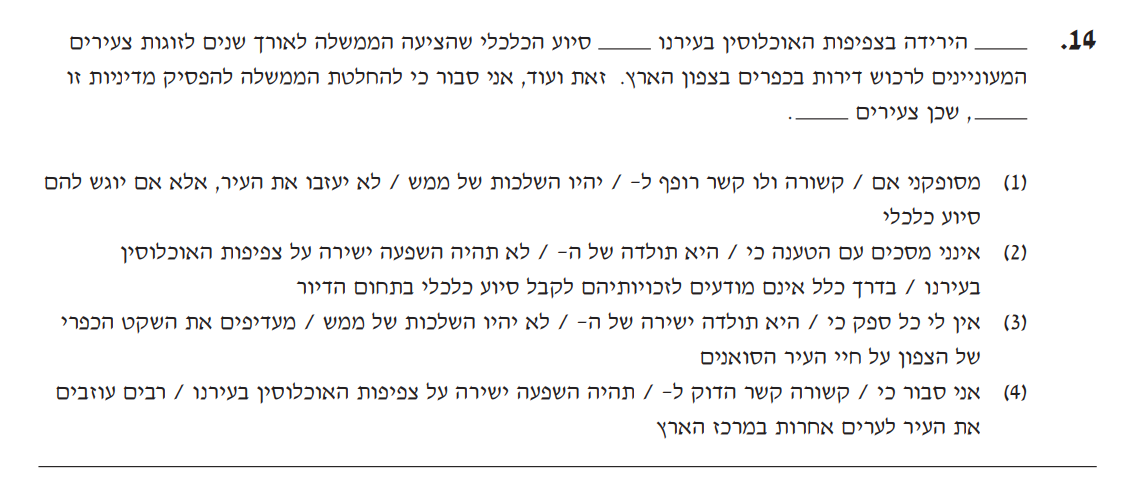 14. _____ הירידה בצפיפות האוכלוסין בעירנו _____ סיוע הכלכלי שהציעה הממשלה לאורך שנים לזוגות צעירים
המעוניינים לרכוש דירות בכפרים בצפון הארץ. זאת ועוד, אני סבור כי להחלטת הממשלה להפסיק מדיניות זו
_____, שכן צעירים _____.
(1) מסופקני אם / קשורה ולו קשר רופף ל- / יהיו השלכות של ממש / לא יעזבו את העיר, אלא אם יוגש להם
סיוע כלכלי
(2) אינני מסכים עם הטענה כי / היא תולדה של ה- / לא תהיה השפעה ישירה על צפיפות האוכלוסין
בעירנו / בדרך כלל אינם מודעים לזכויותיהם לקבל סיוע כלכלי בתחום הדיור
(3) אין לי כל ספק כי / היא תולדה ישירה של ה- / לא יהיו השלכות של ממש / מעדיפים את השקט הכפרי
של הצפון על חיי העיר הסואנים
(4) אני סבור כי / קשורה קשר הדוק ל- / תהיה השפעה ישירה על צפיפות האוכלוסין בעירנו / רבים עוזבים
את העיר לערים אחרות במרכז הארץ